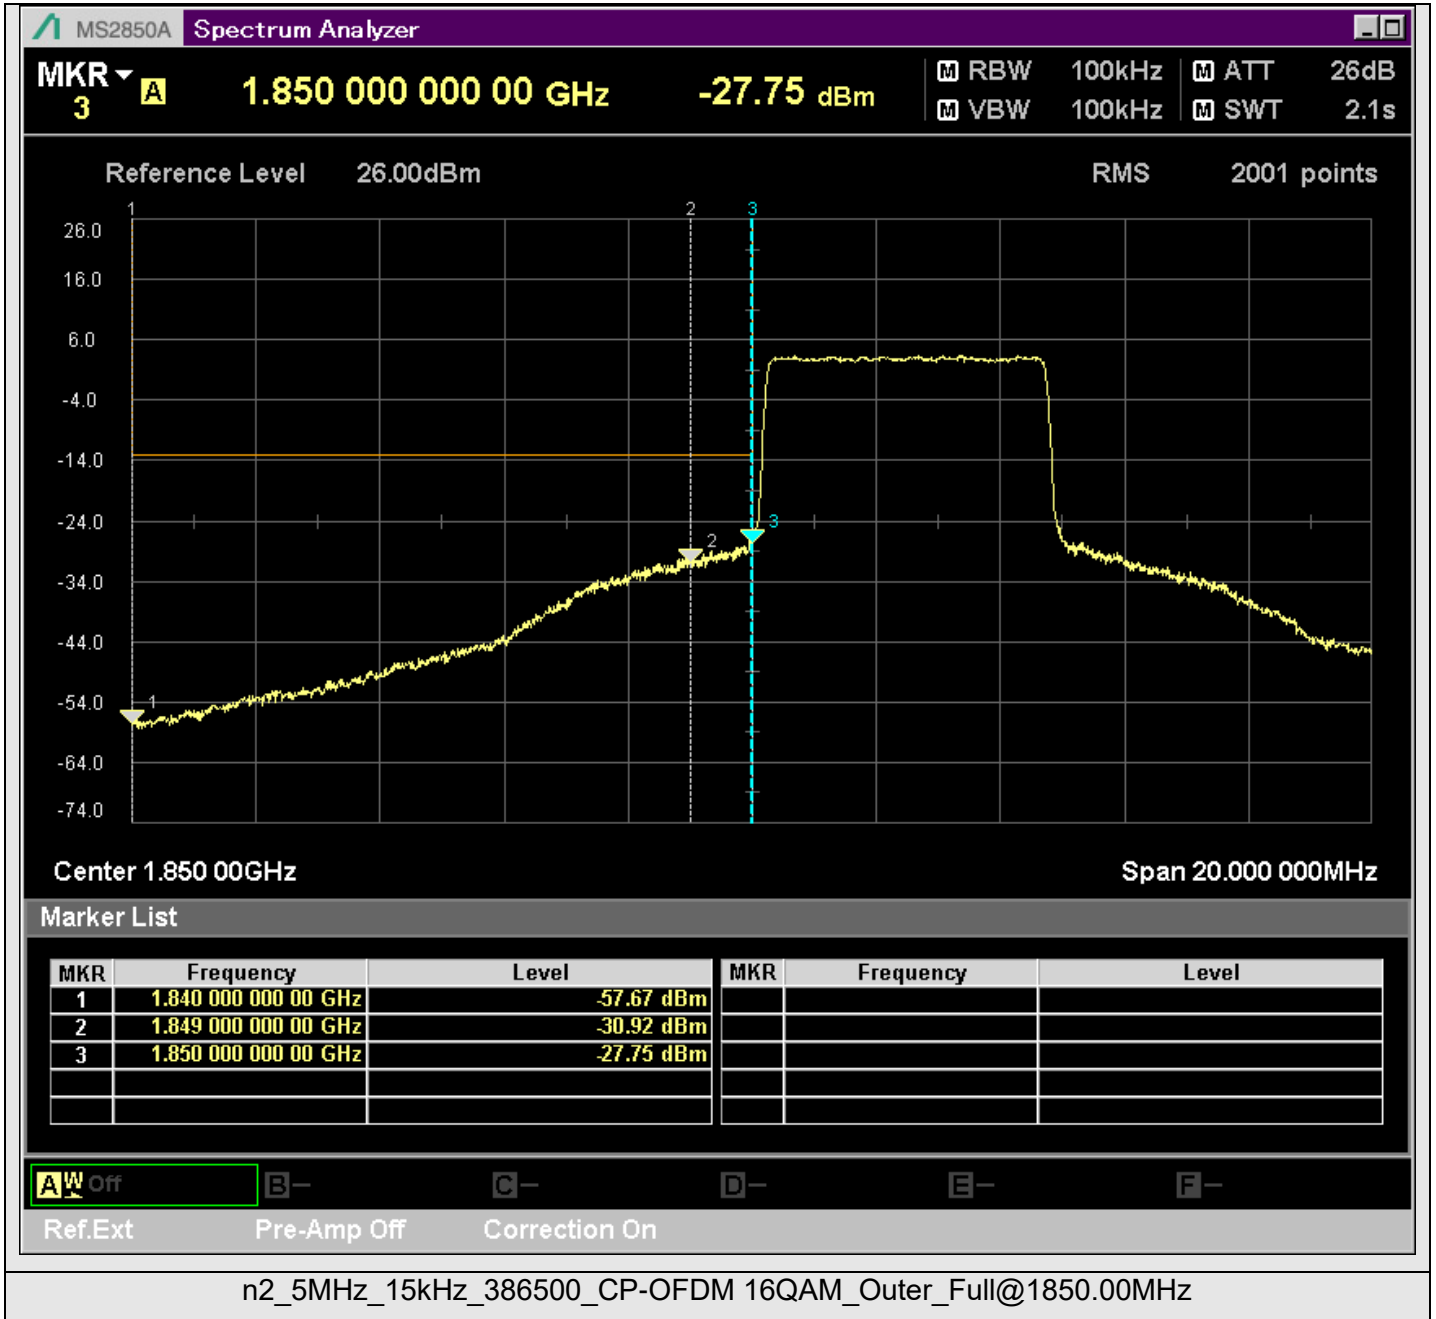 MS2850A Spectrum Analyzer
MKR A 1.850 000 000 00 GHz -27.75 dBm M RBW 100kHz M ATT 26dB
3 M VBW 100kHz M SWT 2.1s
Reference Level 26.00dBm RMS 2001 points
1 2 3
26.0
16.0
6.0
-4.0
-14.0
-24.0
3
2
-34.0
-44.0
-54.0
1
-64.0
-74.0
Center 1.850 00GHz Span 20.000 000MHz
Marker List
MKR Frequency Level MKR Frequency Level
1 1.840 000 000 00 GHz -57.67 dBm
2 1.849 000 000 00 GHz -30.92 dBm
3 1.850 000 000 00 GHz -27.75 dBm
A W Off B C D E F
Ref.Ext Pre-Amp Off Correction On
n2_5MHz_15kHz_386500_CP-OFDM 16QAM_Outer_Full@1850.00MHz